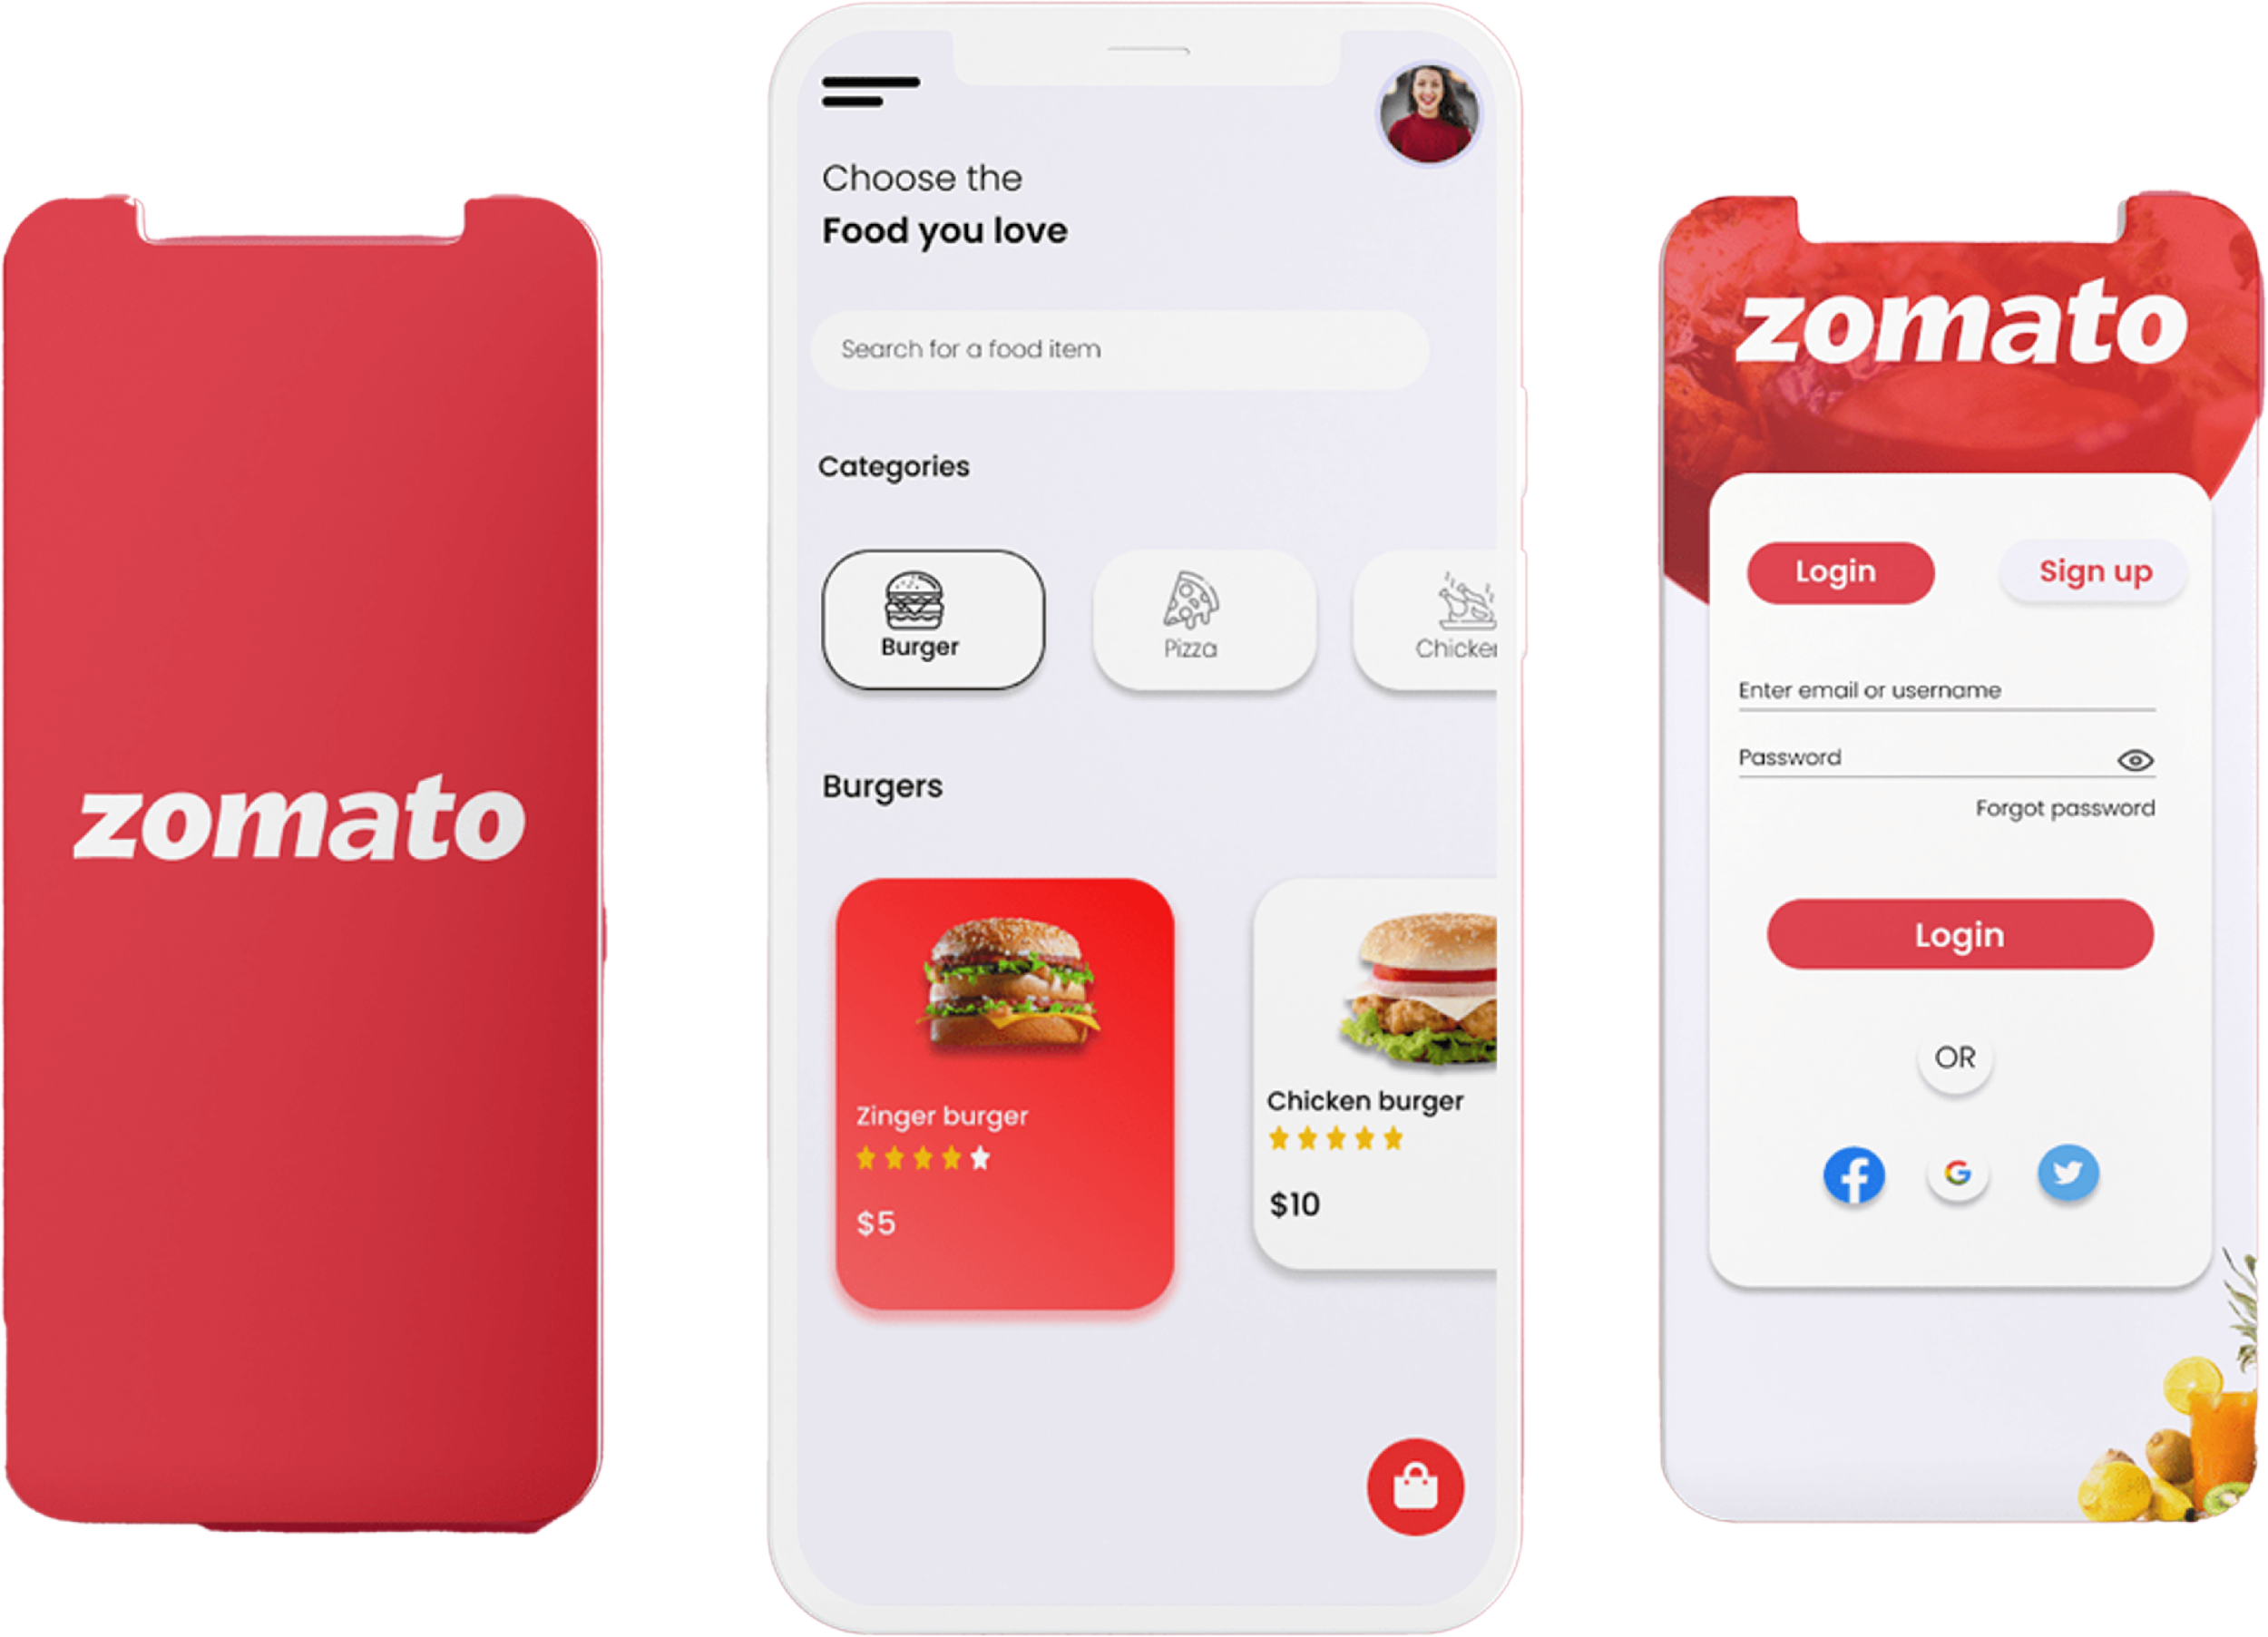 zomato
Choose the
Food you love
Search for a food item
Categories
Burger
Pizza
Chicken
Burgers
Zinger burger
$5
Chicken burger
$10
zomato
Login
Sign up
Enter email or username
Password
Forgot password
Login
OR